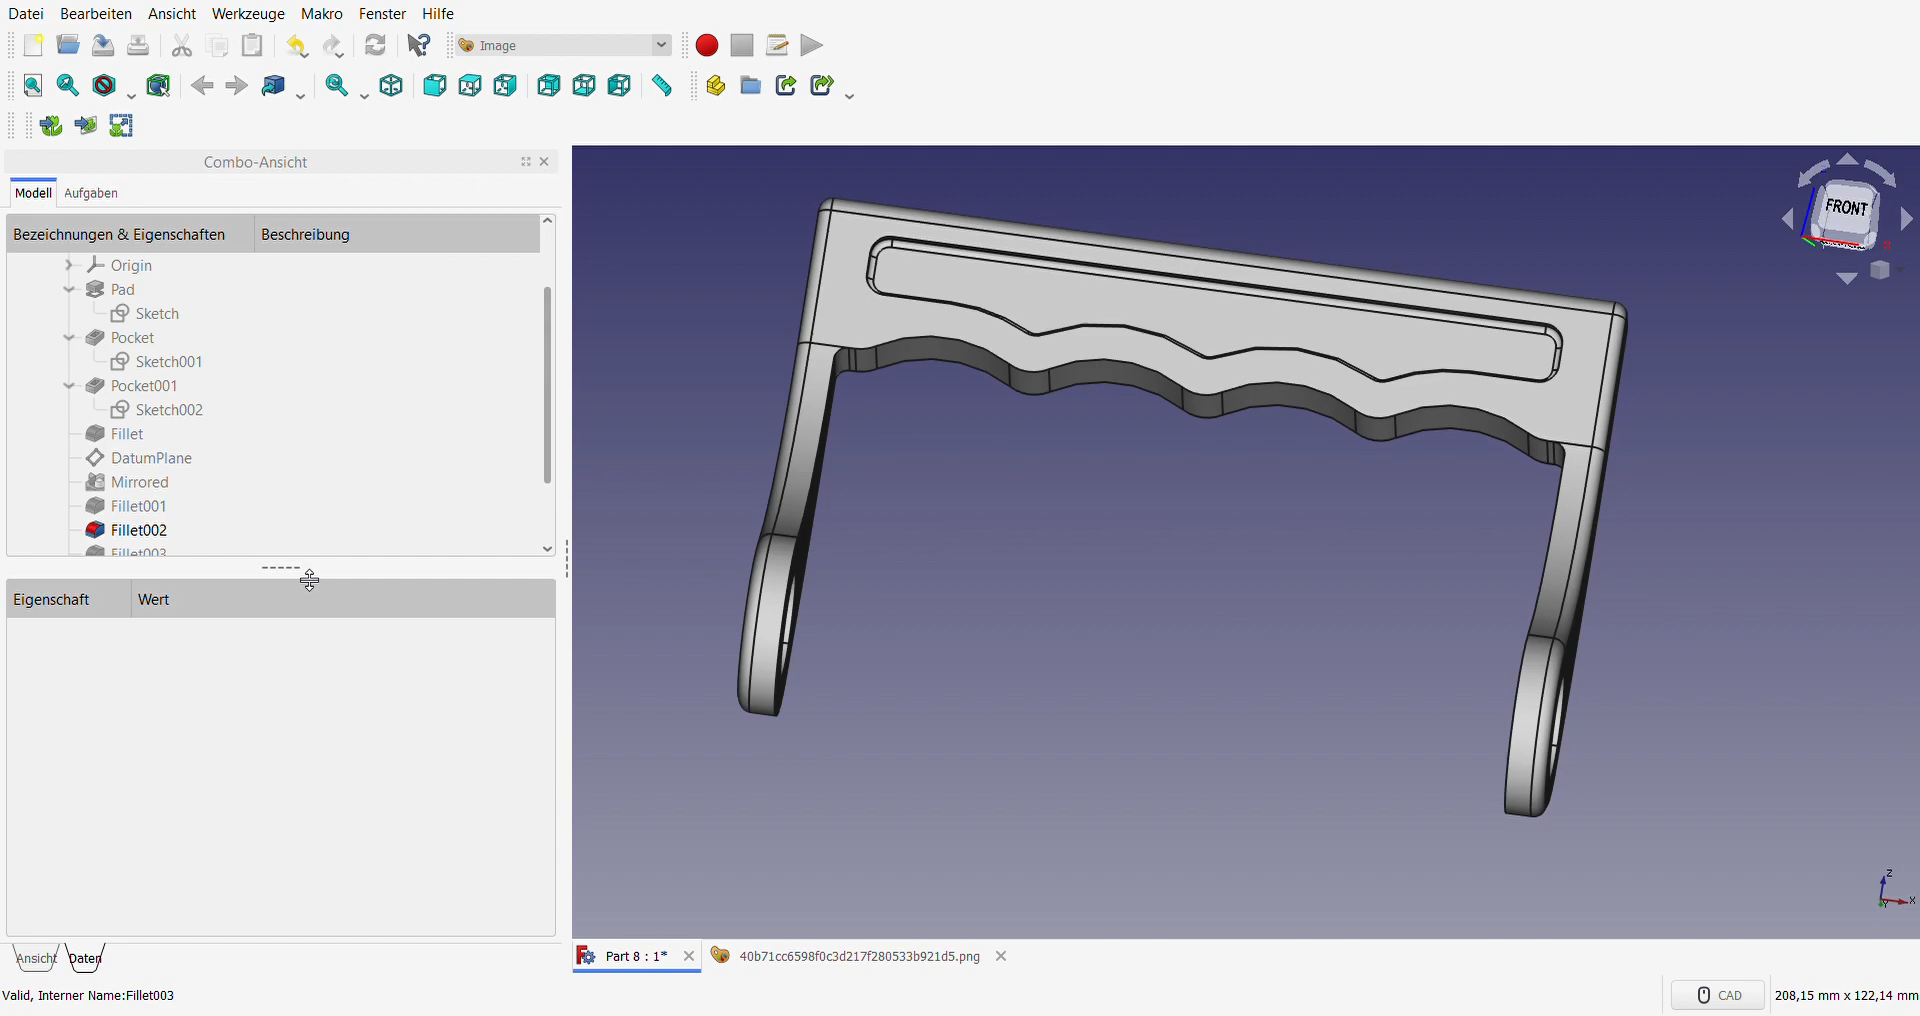 Datei Bearbeiten Ansicht Werkzeuge Makro Fenster Hilfe
Image
Combo-Ansicht
Modell Aufgaben
Bezeichnungen & Eigenschaften Beschreibung
Origin
Pad
Sketch
Pocket
Sketch001
Pocket001
Sketch002
Fillet
DatumPlane
Mirrored
Fillet001
Fillet002
Fillet003
Eigenschaft Wert
Ansicht Daten
FRONT
Z
X
Y
Part 8 : 1* 40b71cc6598f0c3d217f280533b921d5.png
Valid, Interner Name:Fillet003
CAD 208,15 mm x 122,14 mm